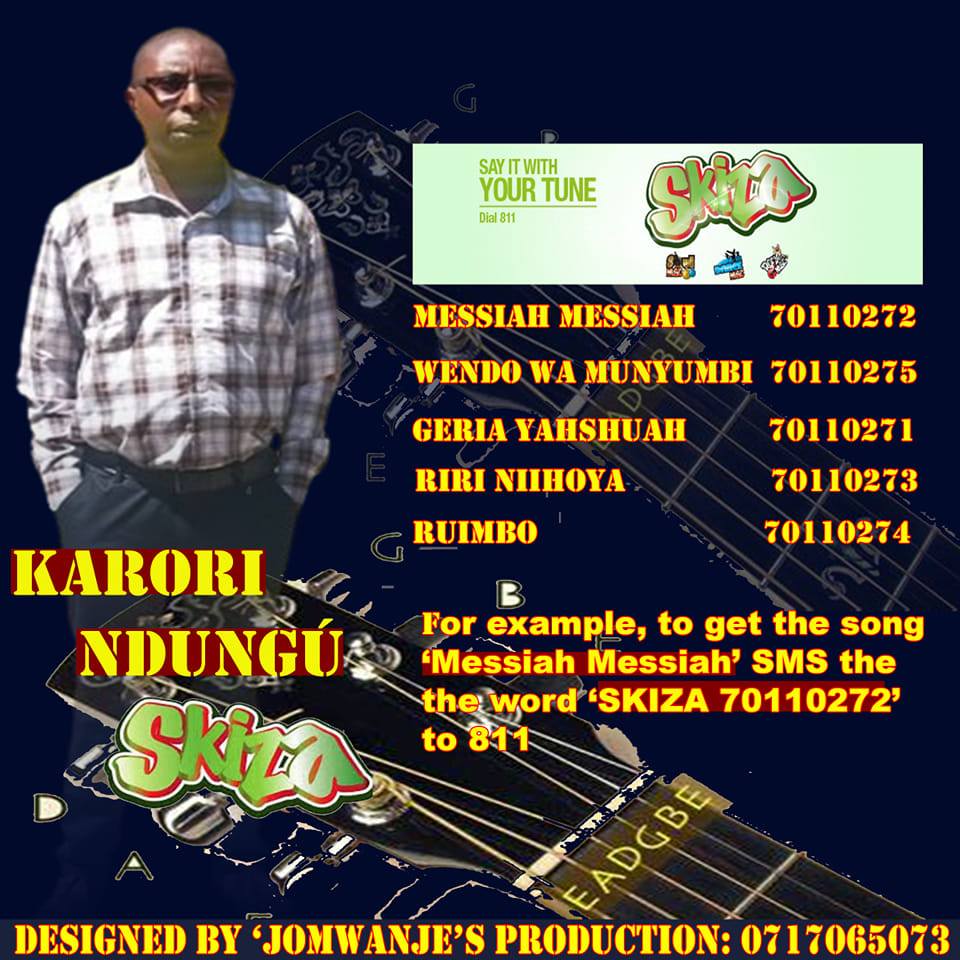 SAY IT WITH
YOUR TUNE
Dial 811
Skiza
MESSIAH MESSIAH 70110272
WENDO WA MUNYUMBI 70110275
GERIA YAHSHUAH 70110271
RIRI NIIHOYA 70110273
RUIMBO 70110274
KARORI
NDUNGÚ
Skiza
For example, to get the song
‘Messiah Messiah’ SMS the
the word ‘SKIZA 70110272’
to 811
G
E
G
B
D
A
EADGBE
EADGBE
DESIGNED BY ‘JOMWANJE’S PRODUCTION: 0717065073